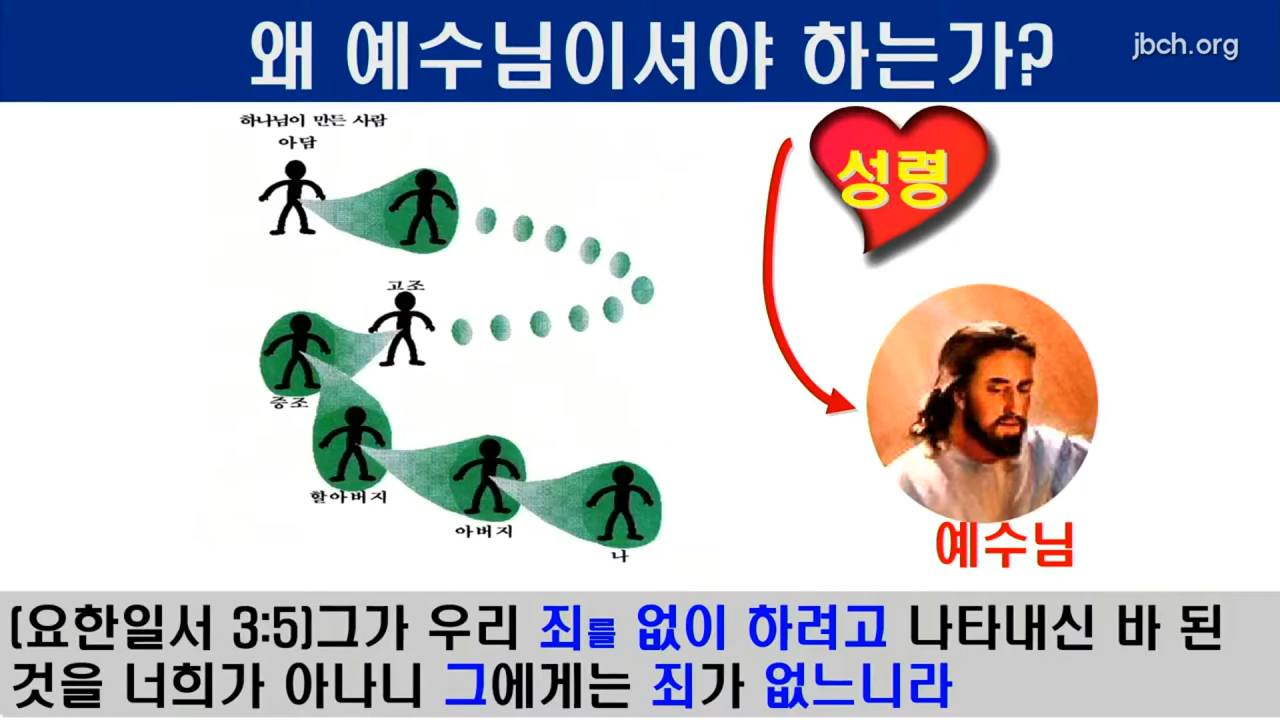 왜 예수님이셔야 하는가?
jbch.org
하나님이 만든 사람
아담
성령
고조
증조
할아버지
아버지
나
예수님
(요한일서 3:5)그가 우리 죄를 없이 하려고 나타내신 바 된
것을 너희가 아나니 그에게는 죄가 없느니라